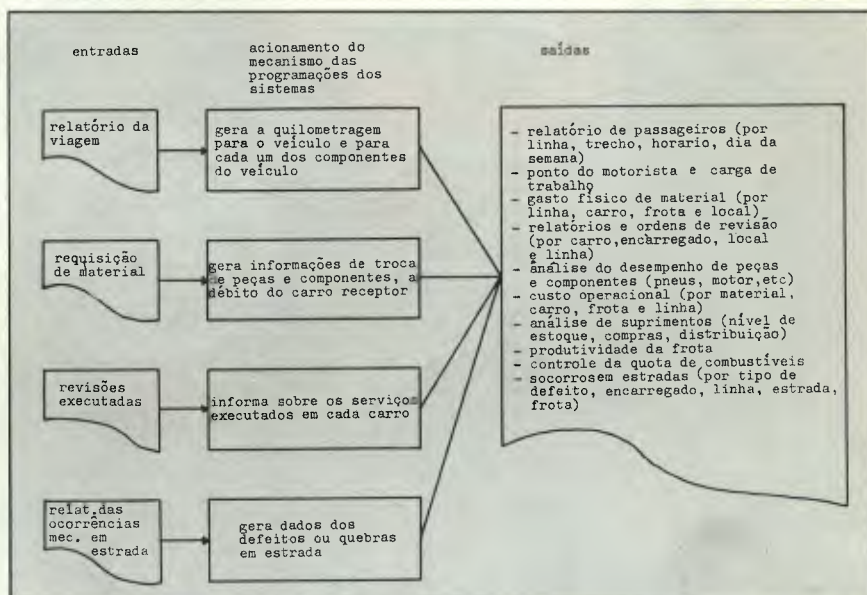 entradas
acionamento do
mecanismo das
programações dos
sistemas
saídas
relatório da
viagem
gera a quilometragem
para o veículo e para
cada um dos componentes
do veículo
requisição
de material
gera informações de troca
de peças e componentes, a
débito do carro receptor
revisões
executadas
informa sobre os serviços
executados em cada carro
relat.das
ocorrências
mec. em
estrada
gera dados dos
defeitos ou quebras
em estrada
- relatório de passageiros (por
linha, trecho, horario, dia da
semana)
- ponto do motorista e carga de
trabalho
- gasto físico de material (por
linha, carro, frota e local)
- relatórios e ordens de revisão
(por carro,encarregado, local
e linha)
- análise do desempenho de peças
e componentes (pneus, motor,etc)
- custo operacional (por material,
carro, frota e linha)
- análise de suprimentos (nível de
estoque, compras, distribuição)
- produtividade da frota
- controle da quota de combustíveis
- socorrosem estradas (por tipo de
defeito, encarregado, linha, estrada,
frota)